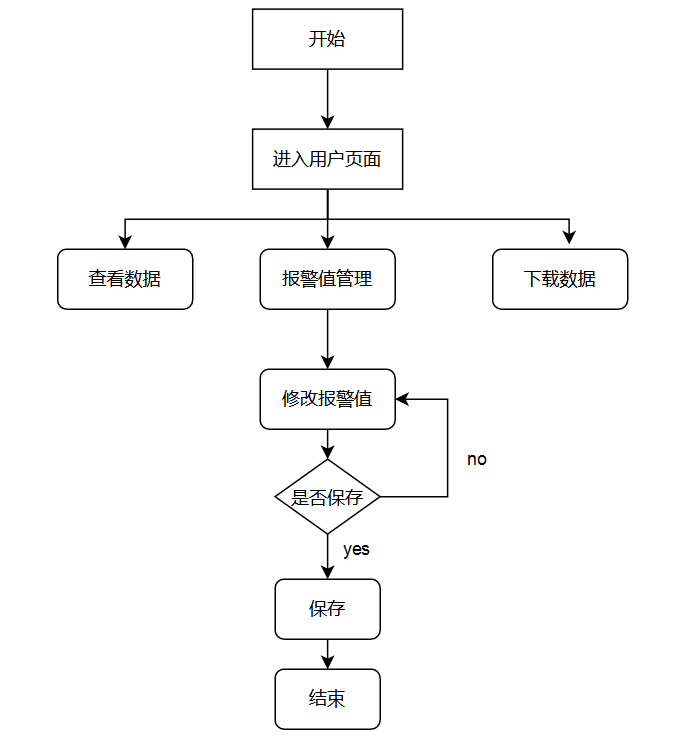 开始
进入用户页面
查看数据
报警值管理
下载数据
修改报警值
no
是否保存
yes
保存
结束